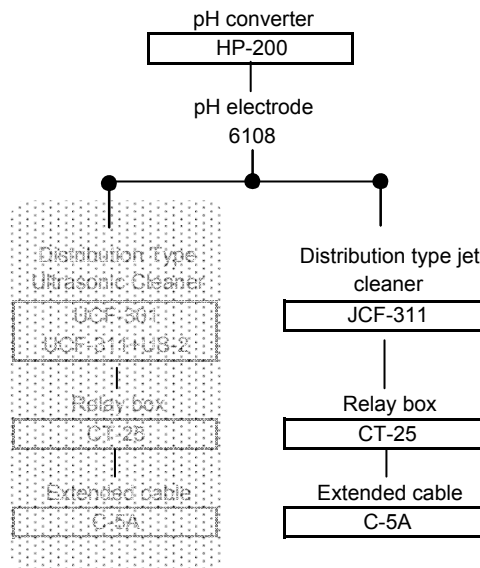 pH converter
HP-200
pH electrode
6108
Distribution Type
Ultrasonic Cleaner
UCF-301
UCF-311+US-2
Relay box
CT-25
Extended cable
C-5A
Distribution type jet
cleaner
JCF-311
Relay box
CT-25
Extended cable
C-5A